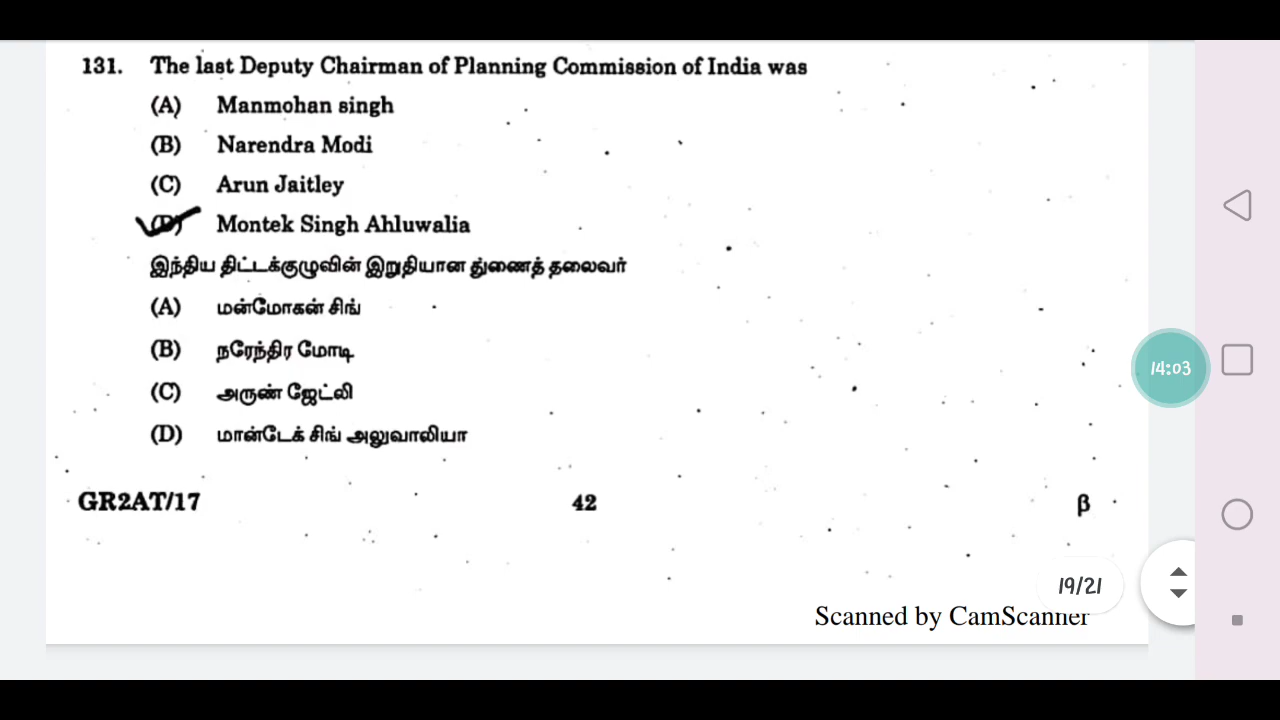 131. The last Deputy Chairman of Planning Commission of India was
(A) Manmohan singh
(B) Narendra Modi
(C) Arun Jaitley
(D) Montek Singh Ahluwalia
இந்திய திட்டக்குழுவின் இறுதியான துணைத் தலைவர்
(A) மன்மோகன் சிங்
(B) நரேந்திர மோடி
(C) அருண் ஜேட்லி
(D) மான்டேக் சிங் அலுவாலியா
14:03
GR2AT/17 42 β
19/21
Scanned by CamScanner